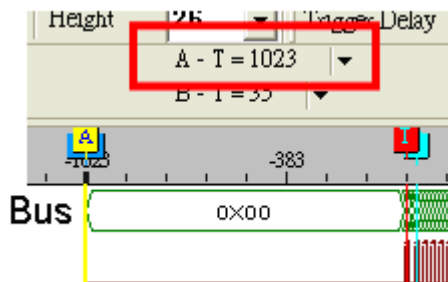 Height 26 Trigger Delay
A - T = 1023
B - T = 35
A T
-1023 -383
Bus 0X00